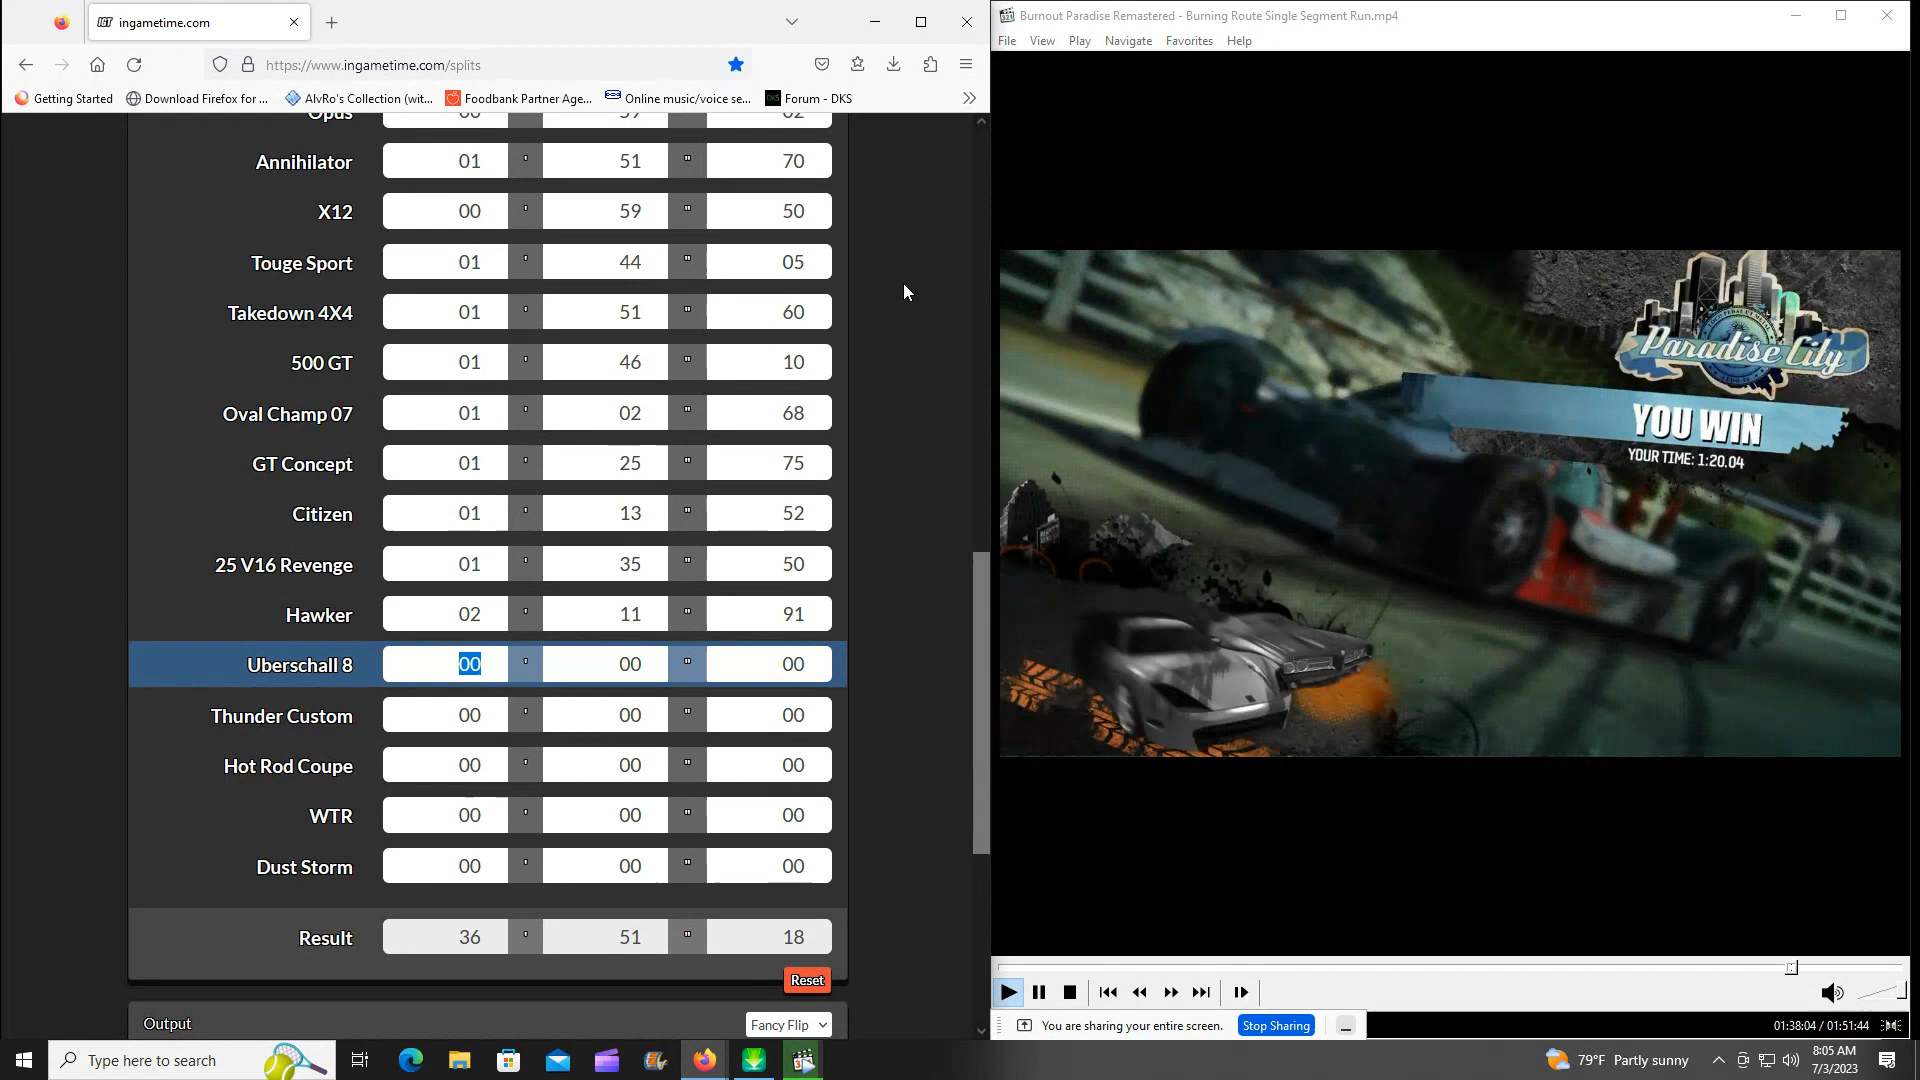 ingametime.com
https://www.ingametime.com/splits
Getting Started
Download Firefox for ...
AlvRo's Collection (wit...
Foodbank Partner Age...
Online music/voice se...
Forum - DKS
Opus 00 59 02
Annihilator 01 ' 51 " 70
X12 00 ' 59 " 50
Touge Sport 01 ' 44 " 05
Takedown 4X4 01 ' 51 " 60
500 GT 01 ' 46 " 10
Oval Champ 07 01 ' 02 " 68
GT Concept 01 ' 25 " 75
Citizen 01 ' 13 " 52
25 V16 Revenge 01 ' 35 " 50
Hawker 02 ' 11 " 91
Uberschall 8 00 ' 00 " 00
Thunder Custom 00 ' 00 " 00
Hot Rod Coupe 00 ' 00 " 00
WTR 00 ' 00 " 00
Dust Storm 00 ' 00 " 00
Result 36 ' 51 " 18
Reset
Output
Fancy Flip
Burnout Paradise Remastered - Burning Route Single Segment Run.mp4
File View Play Navigate Favorites Help
Paradise City
YOU WIN
YOUR TIME: 1:20.04
You are sharing your entire screen.
Stop Sharing
01:38:04 / 01:51:44
Type here to search
79°F Partly sunny
8:05 AM
7/3/2023